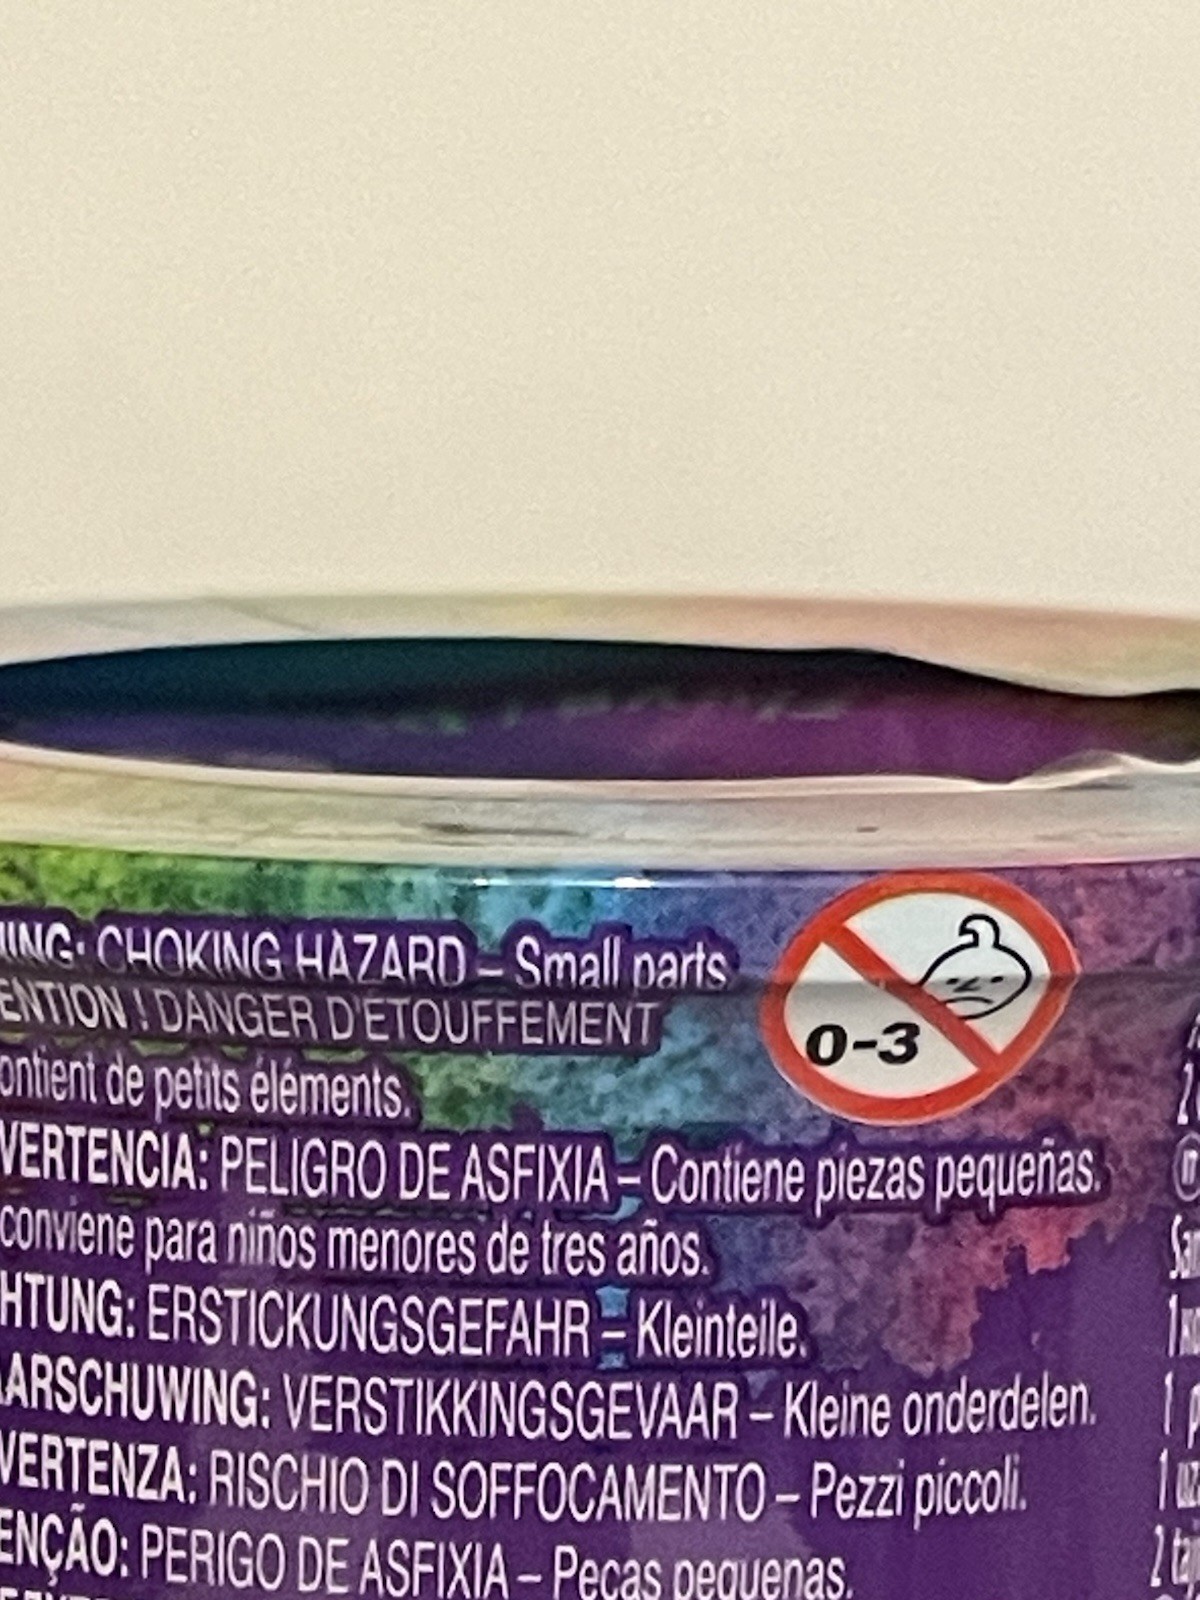 NING: CHOKING HAZARD – Small parts
ENTION ! DANGER D'ÉTOUFFEMENT
ontient de petits éléments.
VERTENCIA: PELIGRO DE ASFIXIA – Contiene piezas pequeñas.
conviene para niños menores de tres años.
HTUNG: ERSTICKUNGSGEFAHR – Kleinteile.
AARSCHUWING: VERSTIKKINGSGEVAAR – Kleine onderdelen.
VERTENZA: RISCHIO DI SOFFOCAMENTO – Pezzi piccoli.
ENÇÃO: PERIGO DE ASFIXIA – Peças pequenas.
0-3